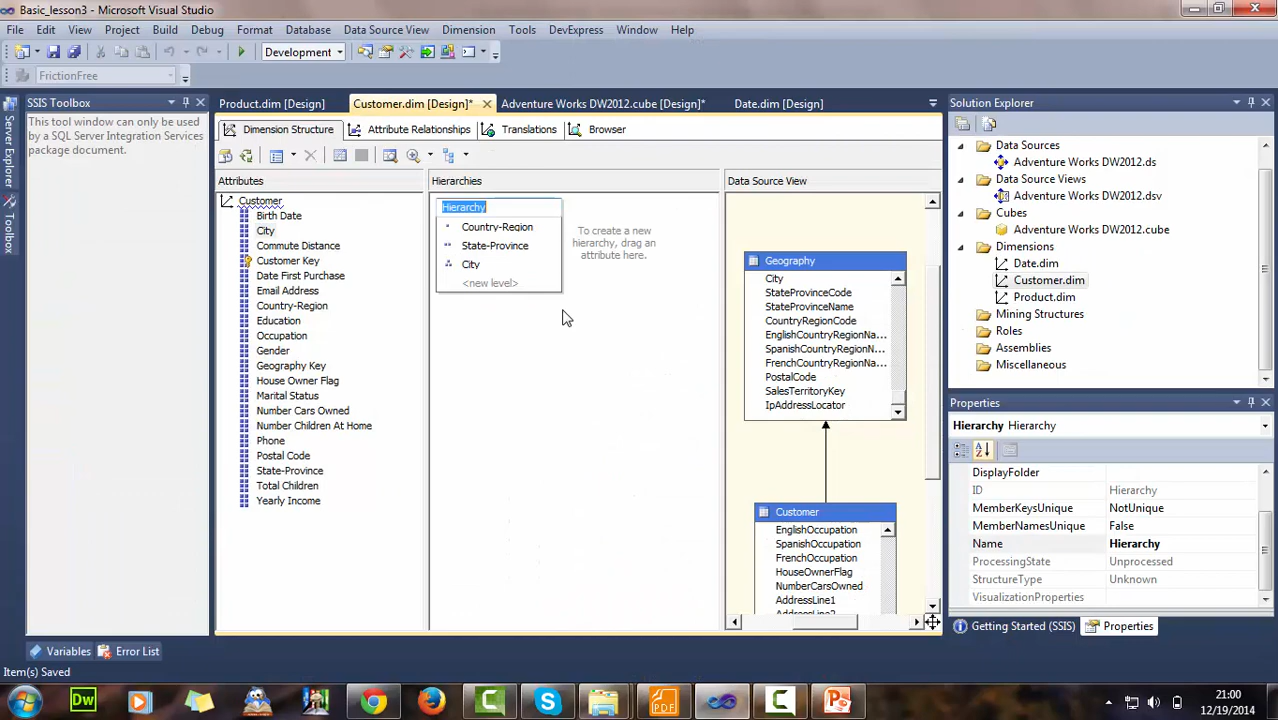 Basic_lesson3 - Microsoft Visual Studio
File Edit View Project Build Debug Format Database Data Source View Dimension Tools DevExpress Window Help
Development
FrictionFree
SSIS Toolbox
This tool window can only be used by a SQL Server Integration Services package document.
Server Explorer
Toolbox
Product.dim [Design] Customer.dim [Design]* Adventure Works DW2012.cube [Design]* Date.dim [Design]
Dimension Structure Attribute Relationships Translations Browser
Attributes
Customer
Birth Date
City
Commute Distance
Customer Key
Date First Purchase
Email Address
Country-Region
Education
Occupation
Gender
Geography Key
House Owner Flag
Marital Status
Number Cars Owned
Number Children At Home
Phone
Postal Code
State-Province
Total Children
Yearly Income
Hierarchies
Hierarchy
Country-Region
State-Province
City
<new level>
To create a new
hierarchy, drag an
attribute here.
Data Source View
Geography
City
StateProvinceCode
StateProvinceName
CountryRegionCode
EnglishCountryRegionNa...
SpanishCountryRegionN...
FrenchCountryRegionNa...
PostalCode
SalesTerritoryKey
IpAddressLocator
Customer
EnglishOccupation
SpanishOccupation
FrenchOccupation
HouseOwnerFlag
NumberCarsOwned
AddressLine1
AddressLine2
Solution Explorer
Data Sources
Adventure Works DW2012.ds
Data Source Views
Adventure Works DW2012.dsv
Cubes
Adventure Works DW2012.cube
Dimensions
Date.dim
Customer.dim
Product.dim
Mining Structures
Roles
Assemblies
Miscellaneous
Properties
Hierarchy Hierarchy
DisplayFolder
ID Hierarchy
MemberKeysUnique NotUnique
MemberNamesUnique False
Name Hierarchy
ProcessingState Unprocessed
StructureType Unknown
VisualizationProperties
Getting Started (SSIS) Properties
Variables Error List
Item(s) Saved
Dw
PDF
21:00
12/19/2014